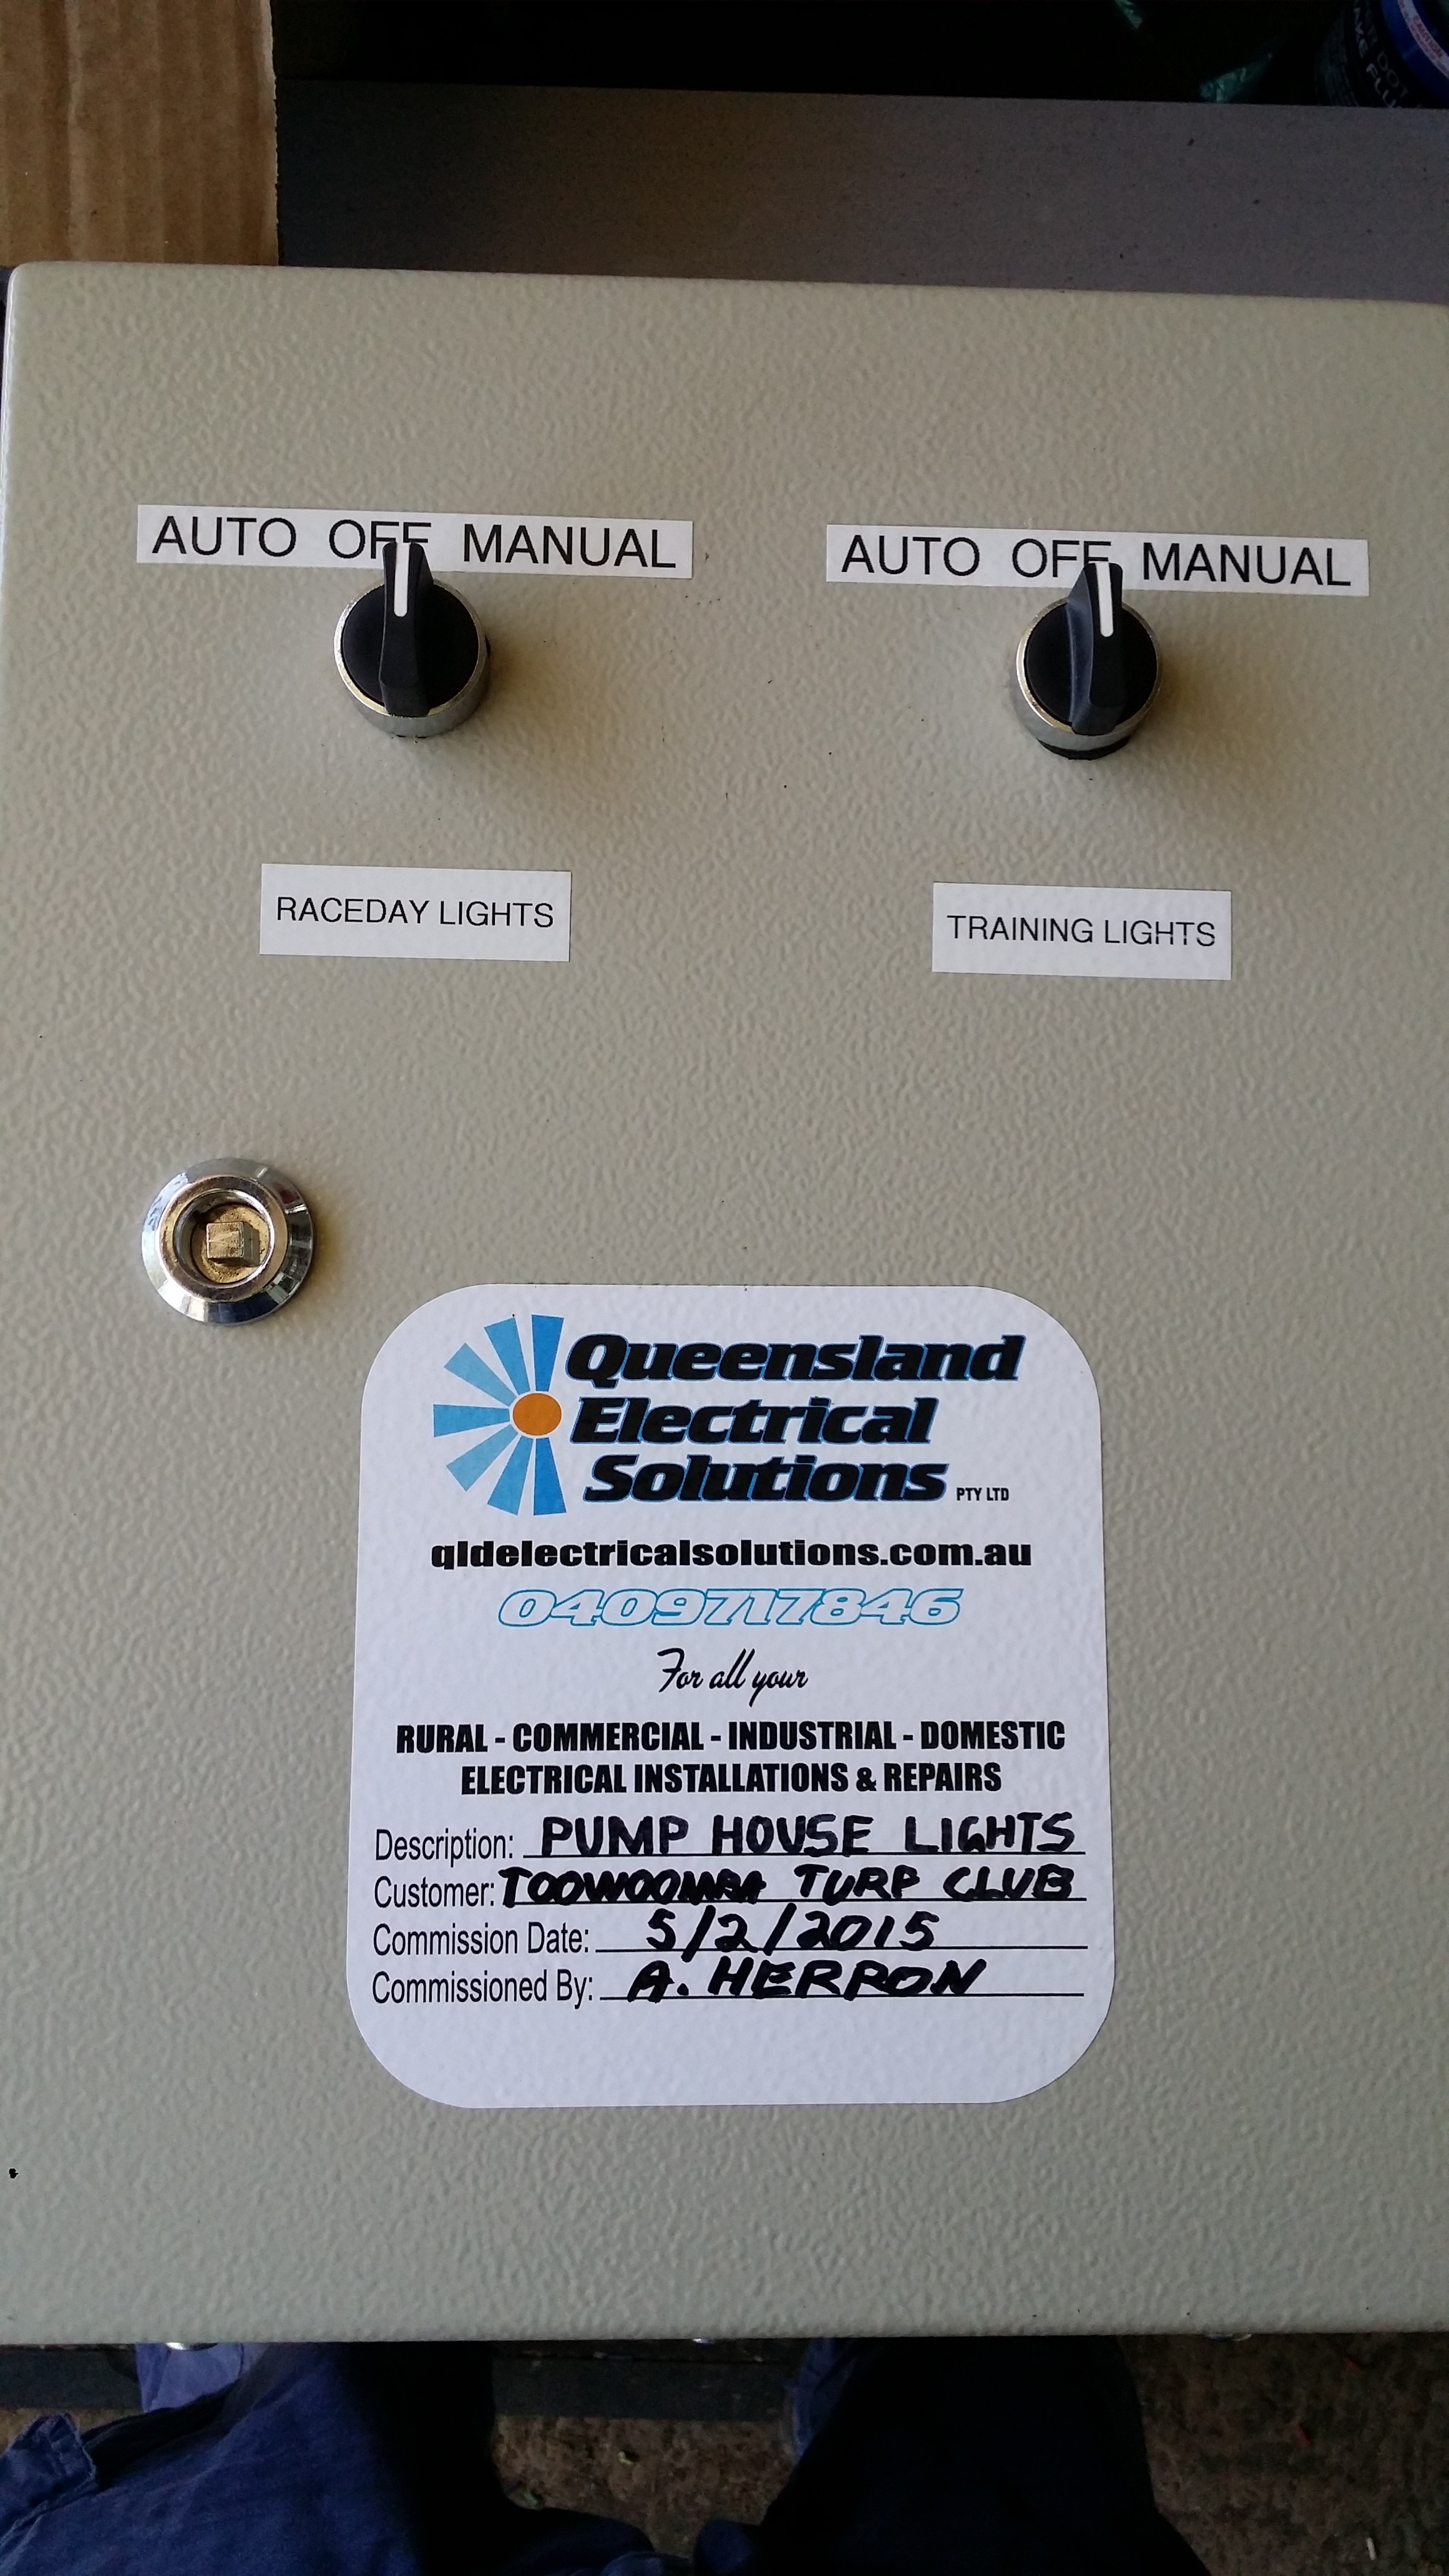 AUTO OFF MANUAL
AUTO OFF MANUAL
RACEDAY LIGHTS
TRAINING LIGHTS
Queensland
Electrical
Solutions PTY LTD
qldelectricalsolutions.com.au
0409717846
For all your
RURAL - COMMERCIAL - INDUSTRIAL - DOMESTIC
ELECTRICAL INSTALLATIONS & REPAIRS
Description: PUMP HOUSE LIGHTS
Customer: TOOWOOMBA TURF CLUB
Commission Date: 5/2/2015
Commissioned By: A. HERRON